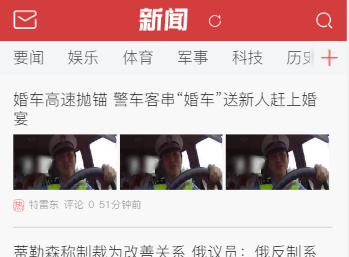 新闻
要闻 娱乐 体育 军事 科技 历史
婚车高速抛锚 警车客串“婚车”送新人赶上婚
宴
热 特雷东 评论 0 51分钟前
蒂勒森称制裁为改善关系 俄议员：俄反制系